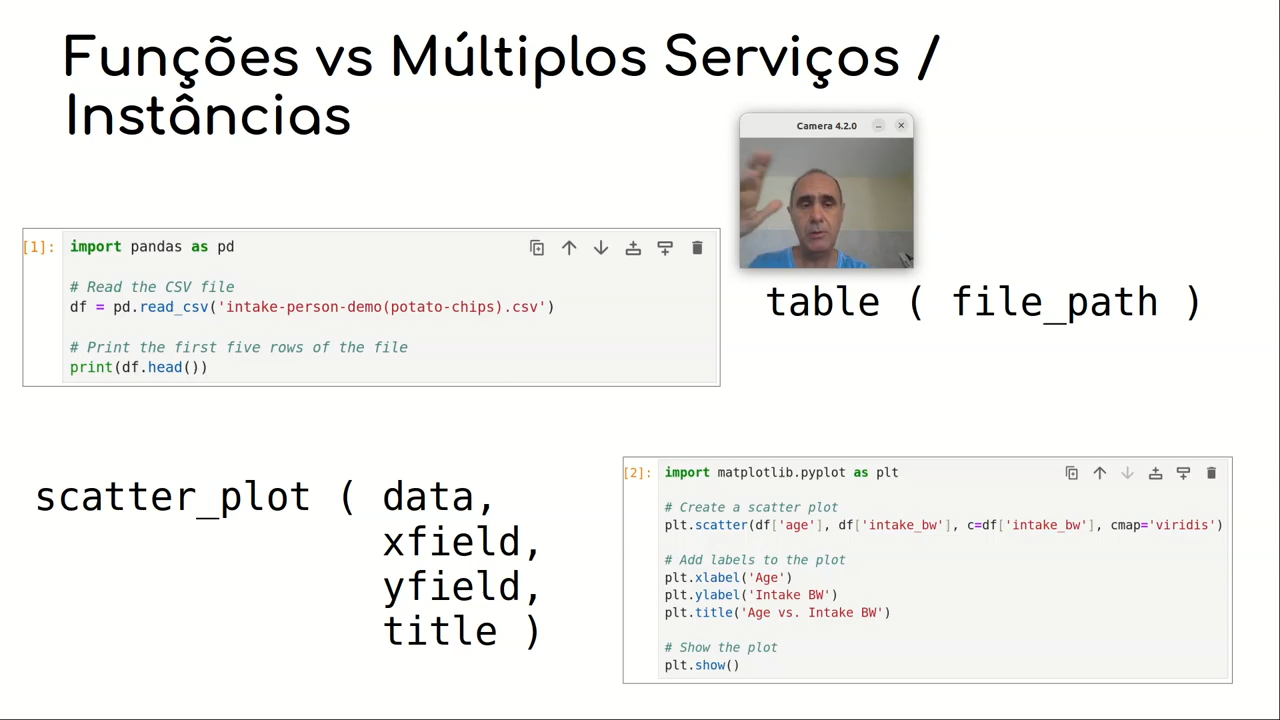 Funções vs Múltiplos Serviços /
Instâncias
Camera 4.2.0
[1]: import pandas as pd
# Read the CSV file
df = pd.read_csv('intake-person-demo(potato-chips).csv')
# Print the first five rows of the file
print(df.head())
table ( file_path )
scatter_plot ( data,
xfield,
yfield,
title )
[2]: import matplotlib.pyplot as plt
# Create a scatter plot
plt.scatter(df['age'], df['intake_bw'], c=df['intake_bw'], cmap='viridis')
# Add labels to the plot
plt.xlabel('Age')
plt.ylabel('Intake BW')
plt.title('Age vs. Intake BW')
# Show the plot
plt.show()